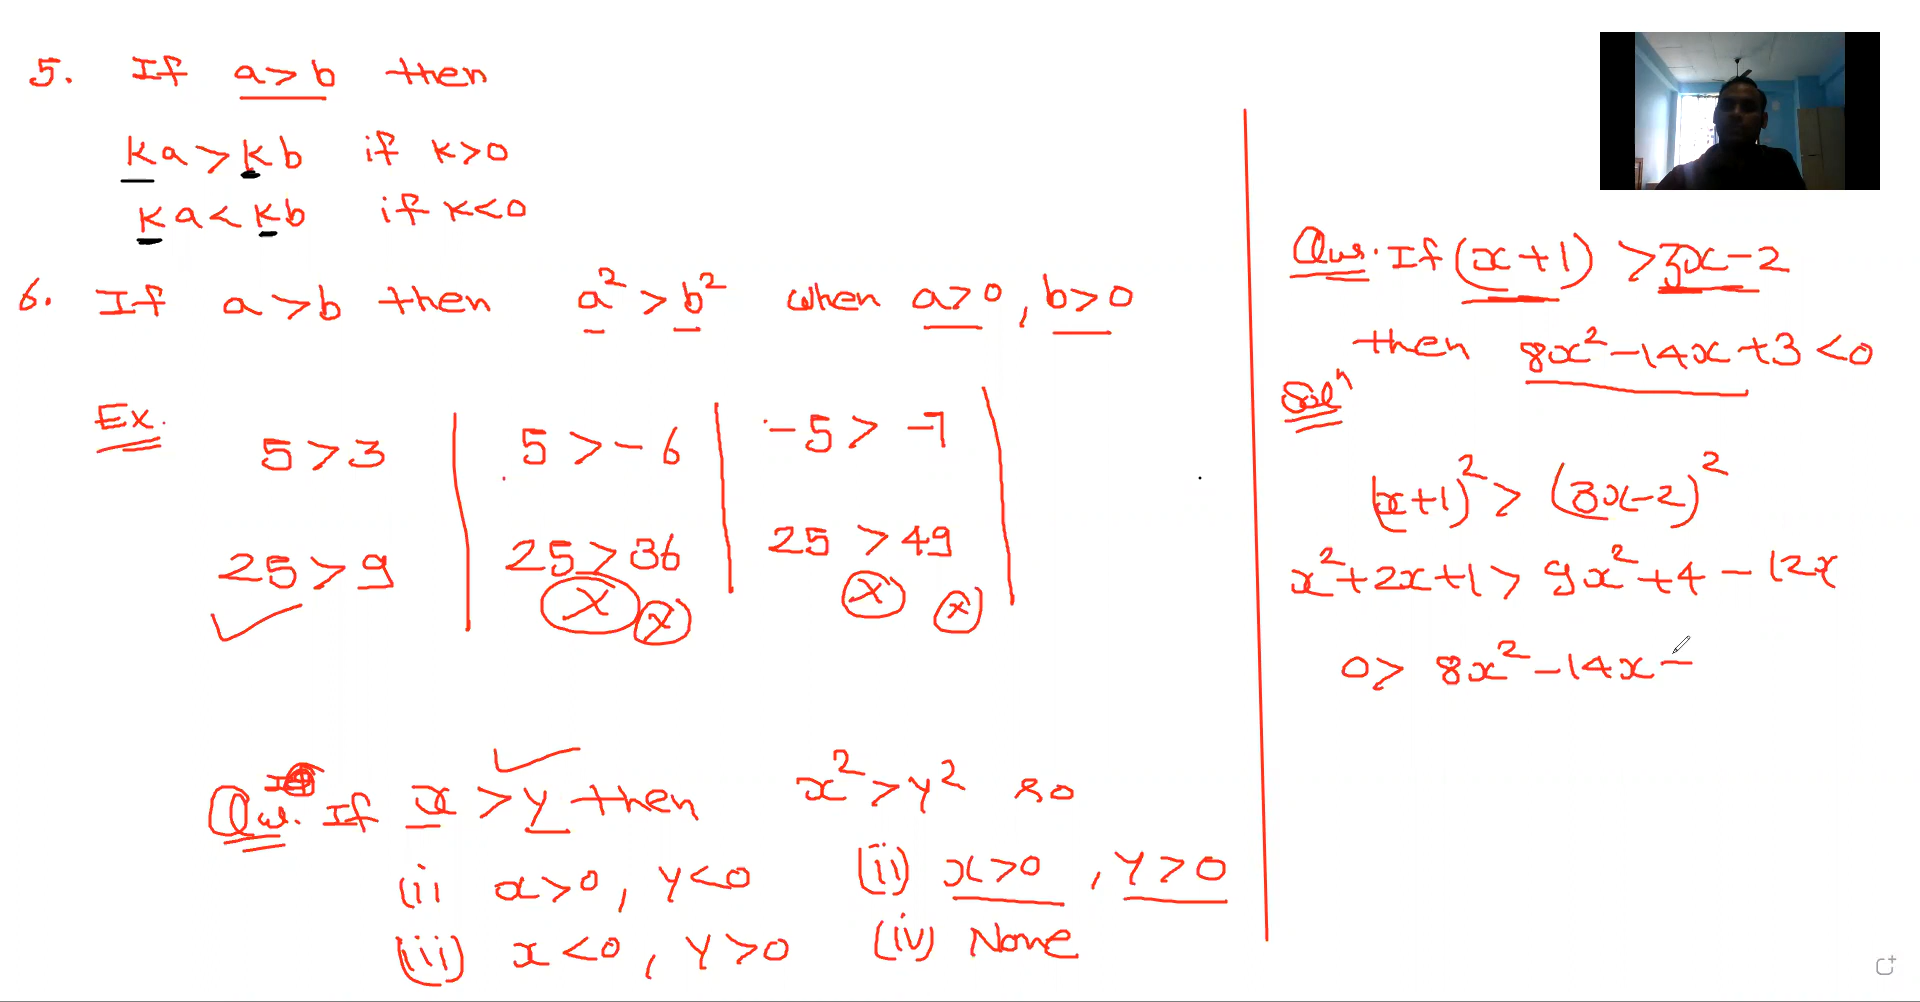 5. If a > b then
ka > kb if k > 0
ka < kb if k < 0
6. If a > b then a² > b² when a > 0, b > 0
Ex.
5 > 3
25 > 9
5 > - 6
25 > 36
x x
- 5 > - 7
25 > 49
x x
Que. If x > y then x² > y² so
(i) x > 0, y < 0 (ii) x > 0, y > 0
(iii) x < 0, y > 0 (iv) None
Que. If (x + 1) > 3x - 2
then 8x² - 14x + 3 < 0
Solⁿ
(x + 1)² > (3x - 2)²
x² + 2x + 1 > 9x² + 4 - 12x
0 > 8x² - 14x -